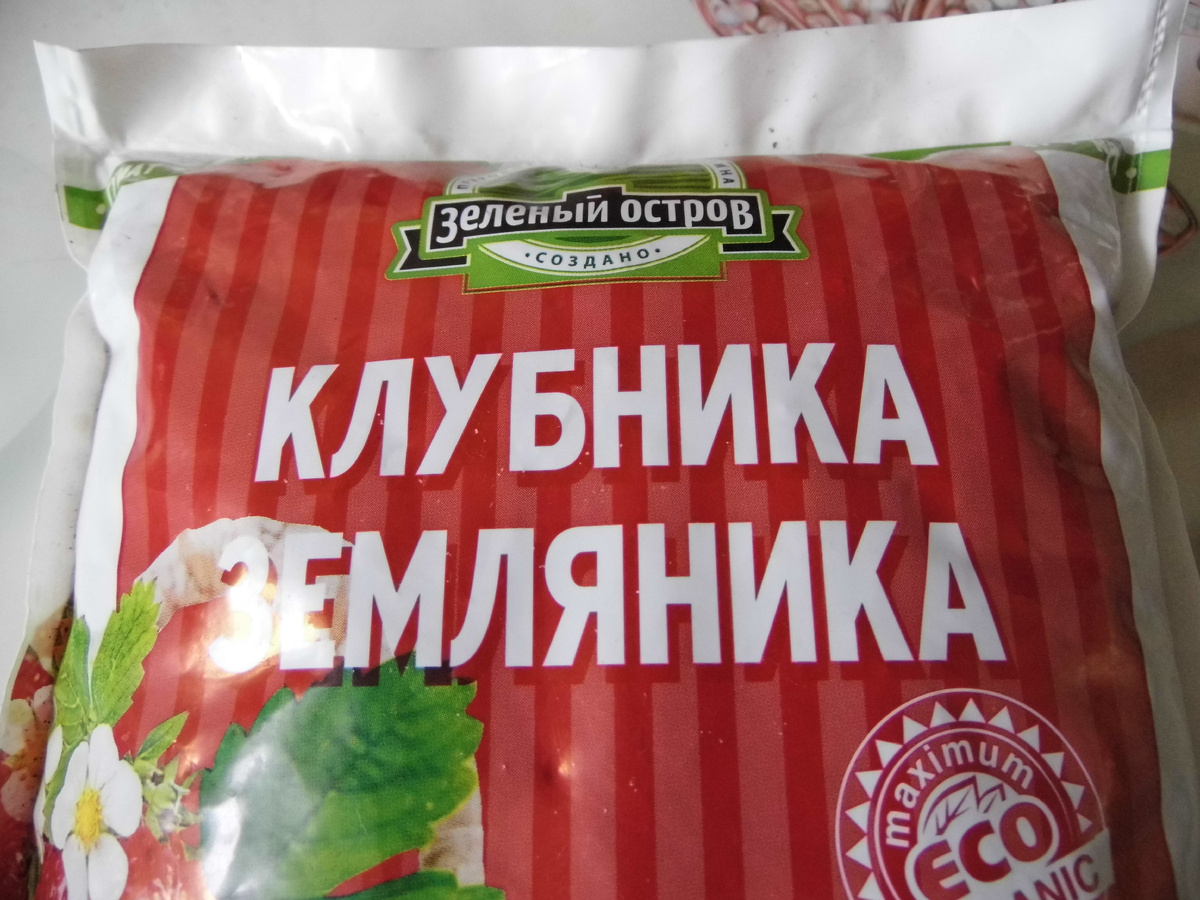 зеленый остров
•СОЗДАНО•
КЛУБНИКА
ЗЕМЛЯНИКА
maximum
ECO